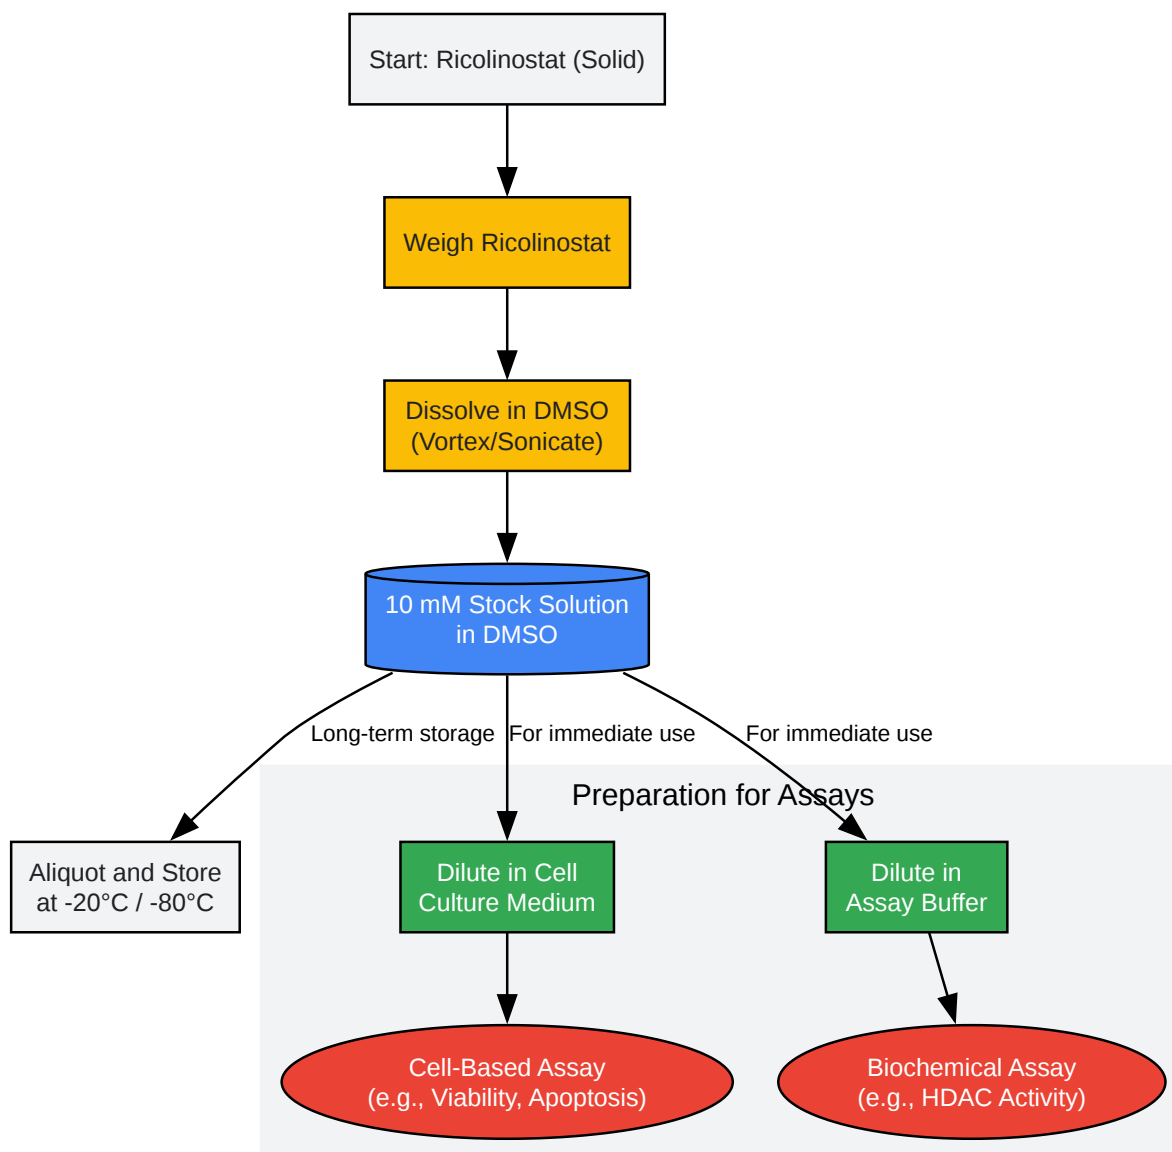 Start: Ricolinostat (Solid)
Weigh Ricolinostat
Dissolve in DMSO
(Vortex/Sonicate)
10 mM Stock Solution
in DMSO
Long-term storage
For immediate use
For immediate use
Preparation for Assays
Aliquot and Store
at -20°C / -80°C
Dilute in Cell
Culture Medium
Dilute in
Assay Buffer
Cell-Based Assay
(e.g., Viability, Apoptosis)
Biochemical Assay
(e.g., HDAC Activity)